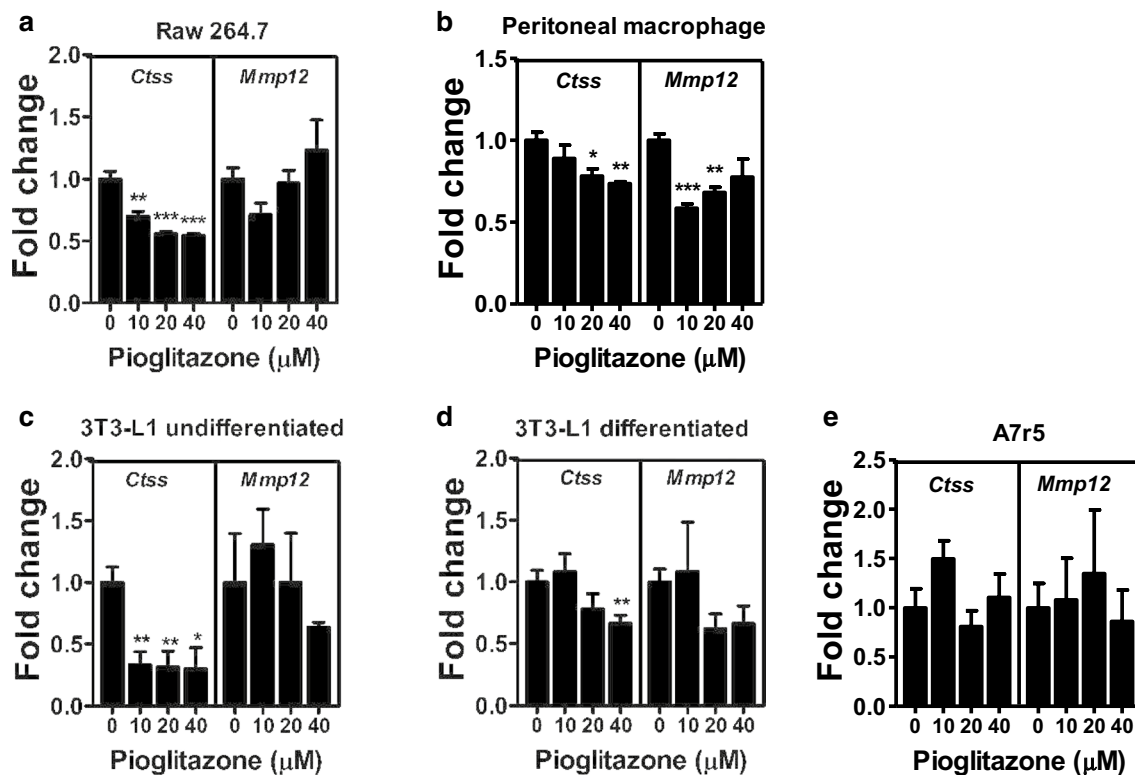 a
Raw 264.7
Fold change
2.0
1.5
1.0
0.5
0.0
Ctss
Mmp12
**
***
***
0 10 20 40 0 10 20 40
Pioglitazone (μM)
b
Peritoneal macrophage
Fold change
1.5
1.0
0.5
0.0
Ctss
Mmp12
*
**
***
**
0 10 20 40 0 10 20 40
Pioglitazone (μM)
c
3T3-L1 undifferentiated
Fold change
2.0
1.5
1.0
0.5
0.0
Ctss
Mmp12
**
**
*
0 10 20 40 0 10 20 40
Pioglitazone (μM)
d
3T3-L1 differentiated
Fold change
2.0
1.5
1.0
0.5
0.0
Ctss
Mmp12
**
0 10 20 40 0 10 20 40
Pioglitazone (μM)
e
A7r5
Fold change
2.5
2.0
1.5
1.0
0.5
0.0
Ctss
Mmp12
0 10 20 40 0 10 20 40
Pioglitazone (μM)